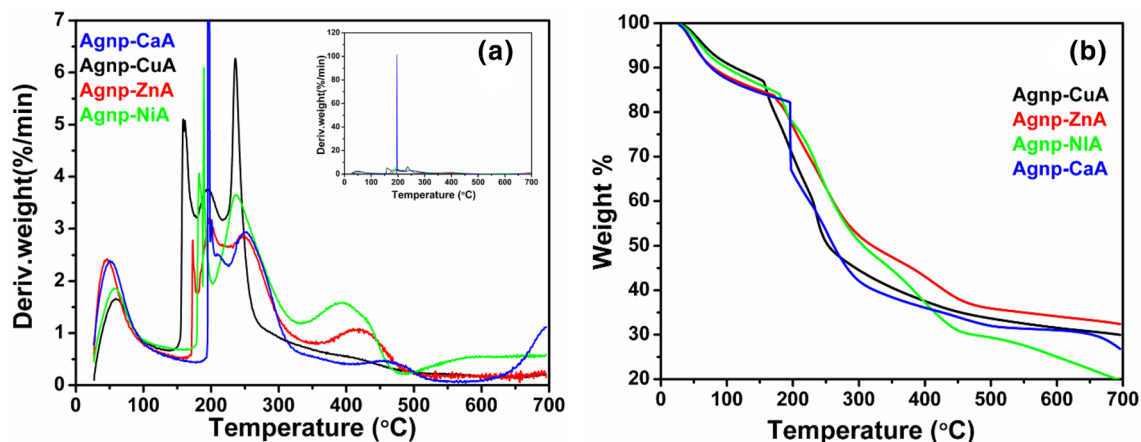 (a)
Agnp-CaA
Agnp-CuA
Agnp-ZnA
Agnp-NiA
Deriv.weight(%/min)
7
6
5
4
3
2
1
0
0 100 200 300 400 500 600 700
Temperature (°C)
Deriv.weight(%/min)
120
100
80
60
40
20
0
0 100 200 300 400 500 600 700
Temperature (°C)
(b)
Agnp-CuA
Agnp-ZnA
Agnp-NIA
Agnp-CaA
Weight %
100
90
80
70
60
50
40
30
20
0 100 200 300 400 500 600 700
Temperature (°C)